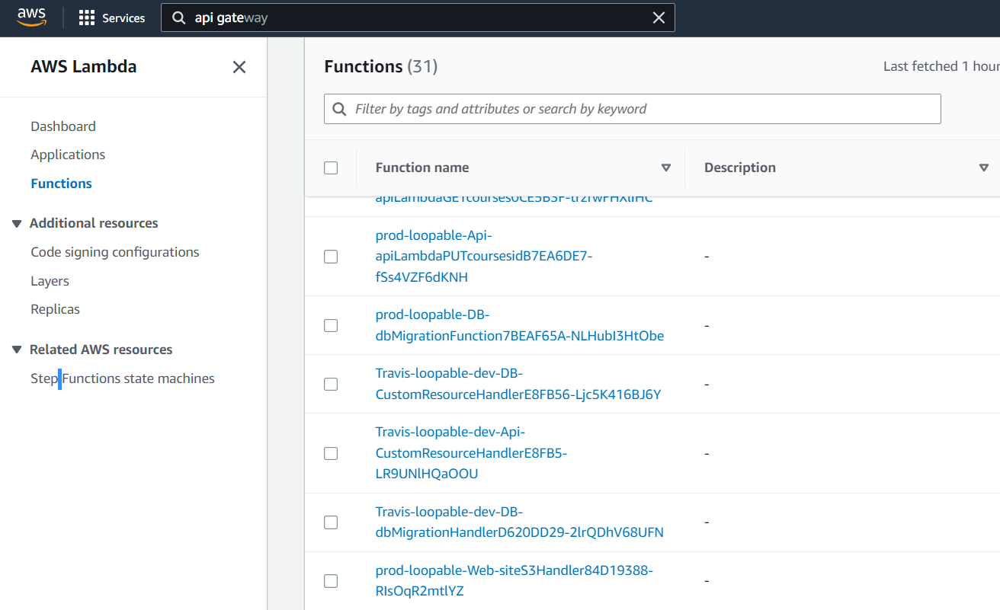 aws
Services
api gateway
AWS Lambda
Dashboard
Applications
Functions
Additional resources
Code signing configurations
Layers
Replicas
Related AWS resources
Step Functions state machines
Functions (31)
Last fetched 1 hour
Filter by tags and attributes or search by keyword
Function name
Description
prod-loopable-Api-
apiLambdaPUTcoursesidB7EA6DE7-
fSs4VZF6dKNH
-
prod-loopable-DB-
dbMigrationFunction7BEAF65A-NLHubI3HtObe
-
Travis-loopable-dev-DB-
CustomResourceHandlerE8FB56-Ljc5K416BJ6Y
-
Travis-loopable-dev-Api-
CustomResourceHandlerE8FB5-
LR9UNlHQaOOU
-
Travis-loopable-dev-DB-
dbMigrationHandlerD620DD29-2lrQDhV68UFN
-
prod-loopable-Web-siteS3Handler84D19388-
RIsOqR2mtlYZ
-